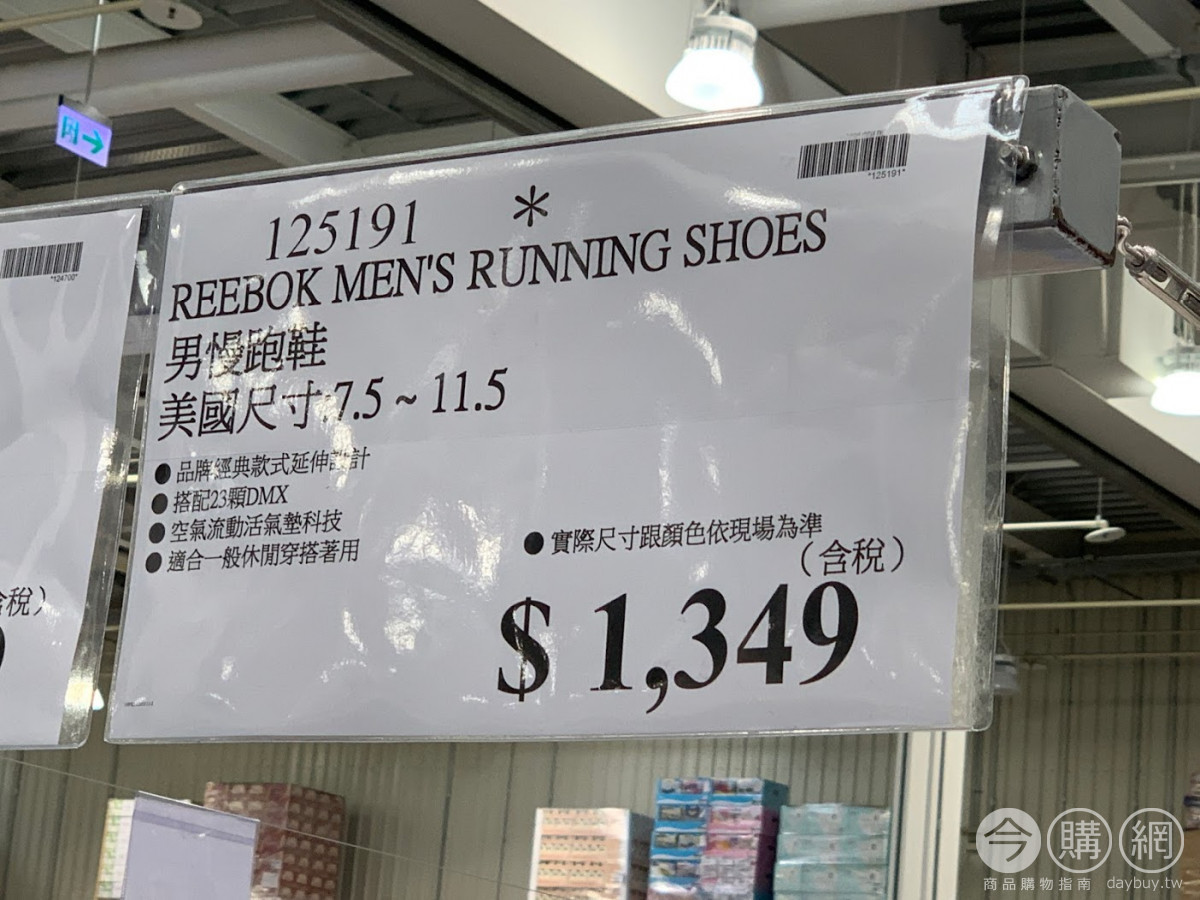 125191 *
*125191*
REEBOK MEN'S RUNNING SHOES
男慢跑鞋
美國尺寸:7.5 ~ 11.5
● 品牌經典款式延伸設計
● 搭配23顆DMX
● 空氣流動活氣墊科技
● 適合一般休閒穿搭著用
● 實際尺寸跟顏色依現場為準
（含稅）
$ 1,349
*124700*
含稅）
9
今購網
商品購物指南 daybuy.tw